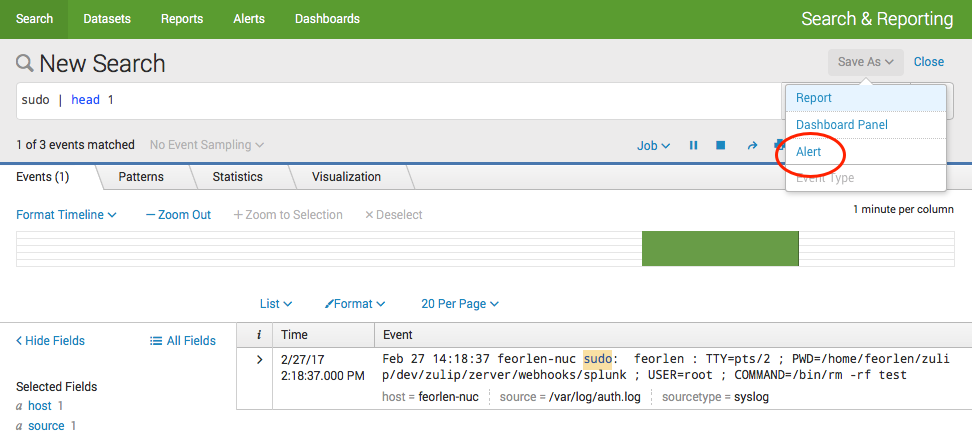 Search Datasets Reports Alerts Dashboards Search & Reporting
New Search Save As Close
sudo | head 1
Report
Dashboard Panel
Alert
Event Type
1 of 3 events matched No Event Sampling Job
Events (1) Patterns Statistics Visualization
Format Timeline — Zoom Out + Zoom to Selection × Deselect 1 minute per column
List Format 20 Per Page
< Hide Fields All Fields i Time Event
Selected Fields
a host 1
a source 1
> 2/27/17
2:18:37.000 PM
Feb 27 14:18:37 feorlen-nuc sudo:  feorlen : TTY=pts/2 ; PWD=/home/feorlen/zuli
p/dev/zulip/zerver/webhooks/splunk ; USER=root ; COMMAND=/bin/rm -rf test
host = feorlen-nuc source = /var/log/auth.log sourcetype = syslog